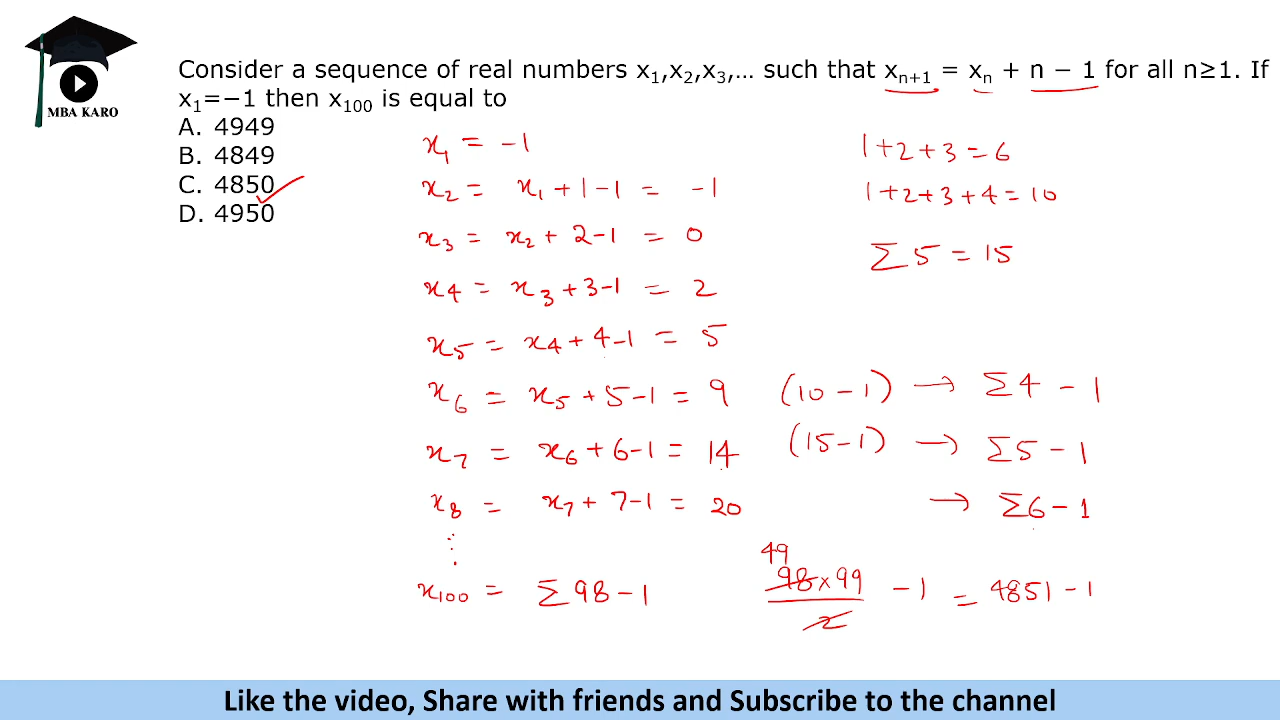 MBA KARO
Consider a sequence of real numbers x₁,x₂,x₃,… such that xₙ₊₁ = xₙ + n − 1 for all n≥1. If
x₁=−1 then x₁₀₀ is equal to
A. 4949
B. 4849
C. 4850
D. 4950
x₁ = -1
x₂ = x₁ + 1-1 = -1
x₃ = x₂ + 2-1 = 0
x₄ = x₃ + 3-1 = 2
x₅ = x₄ + 4-1 = 5
x₆ = x₅ + 5-1 = 9 (10-1) → Σ4 - 1
x₇ = x₆ + 6-1 = 14 (15-1) → Σ5 - 1
x₈ = x₇ + 7-1 = 20 → Σ6 - 1
⋮
x₁₀₀ = Σ98-1
1+2+3=6
1+2+3+4=10
Σ5 = 15
49
98×99
2
-1 = 4851-1
Like the video, Share with friends and Subscribe to the channel